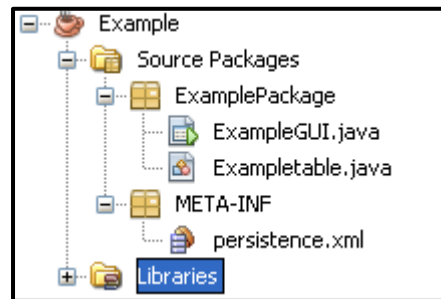 Example
Source Packages
ExamplePackage
ExampleGUI.java
Exampletable.java
META-INF
persistence.xml
Libraries